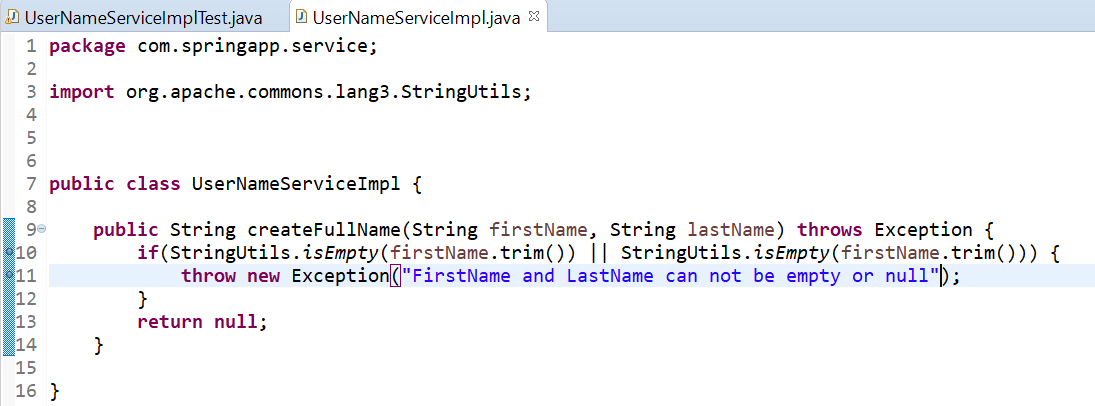 UserNameServiceImplTest.java UserNameServiceImpl.java
1 package com.springapp.service;
2
3 import org.apache.commons.lang3.StringUtils;
4
5
6
7 public class UserNameServiceImpl {
8
9 public String createFullName(String firstName, String lastName) throws Exception {
10 if(StringUtils.isEmpty(firstName.trim()) || StringUtils.isEmpty(firstName.trim())) {
11 throw new Exception("FirstName and LastName can not be empty or null");
12 }
13 return null;
14 }
15
16 }